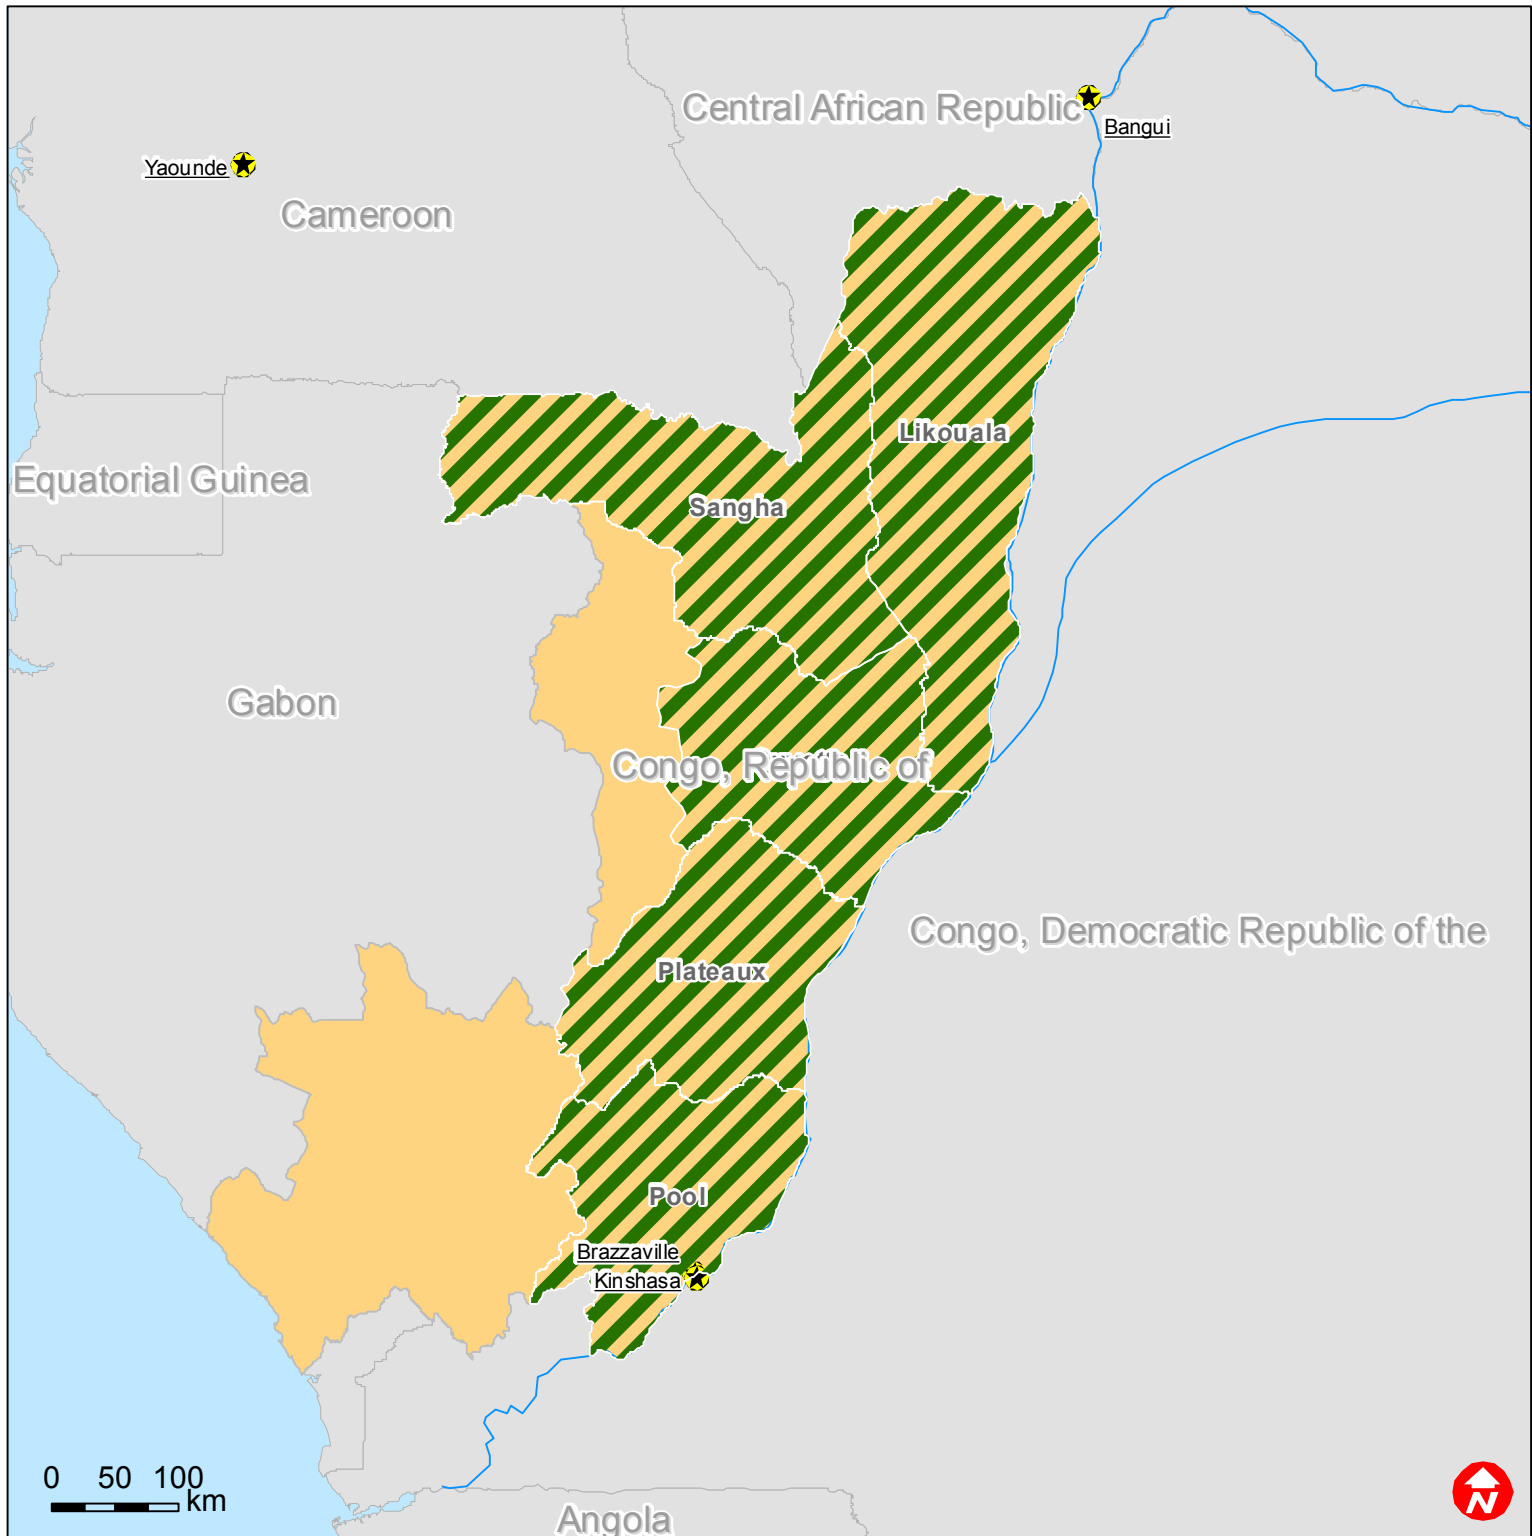 Central African Republic
Bangui
Yaounde
Cameroon
Likouala
Equatorial Guinea
Sangha
Gabon
Congo, Republic of
Congo, Democratic Republic of the
Plateaux
Pool
Brazzaville
Kinshasa
0 50 100
km
N
Angola